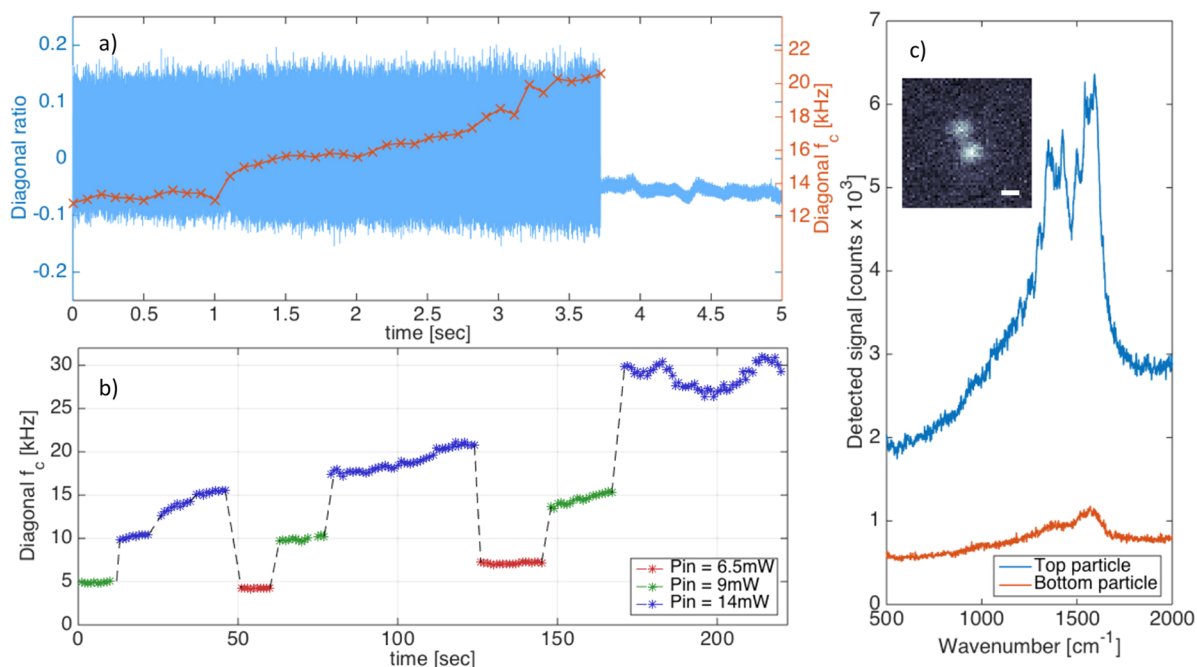 a)
0.2
0.1
0
-0.1
-0.2
Diagonal ratio
22
20
18
16
14
12
Diagonal f_c [kHz]
0 0.5 1 1.5 2 2.5 3 3.5 4 4.5 5
time [sec]
b)
30
25
20
15
10
5
0
Diagonal f_c [kHz]
Pin = 6.5mW
Pin = 9mW
Pin = 14mW
0 50 100 150 200
time [sec]
c)
7
6
5
4
3
2
1
0
Detected signal [counts x 10³]
Top particle
Bottom particle
500 1000 1500 2000
Wavenumber [cm⁻¹]